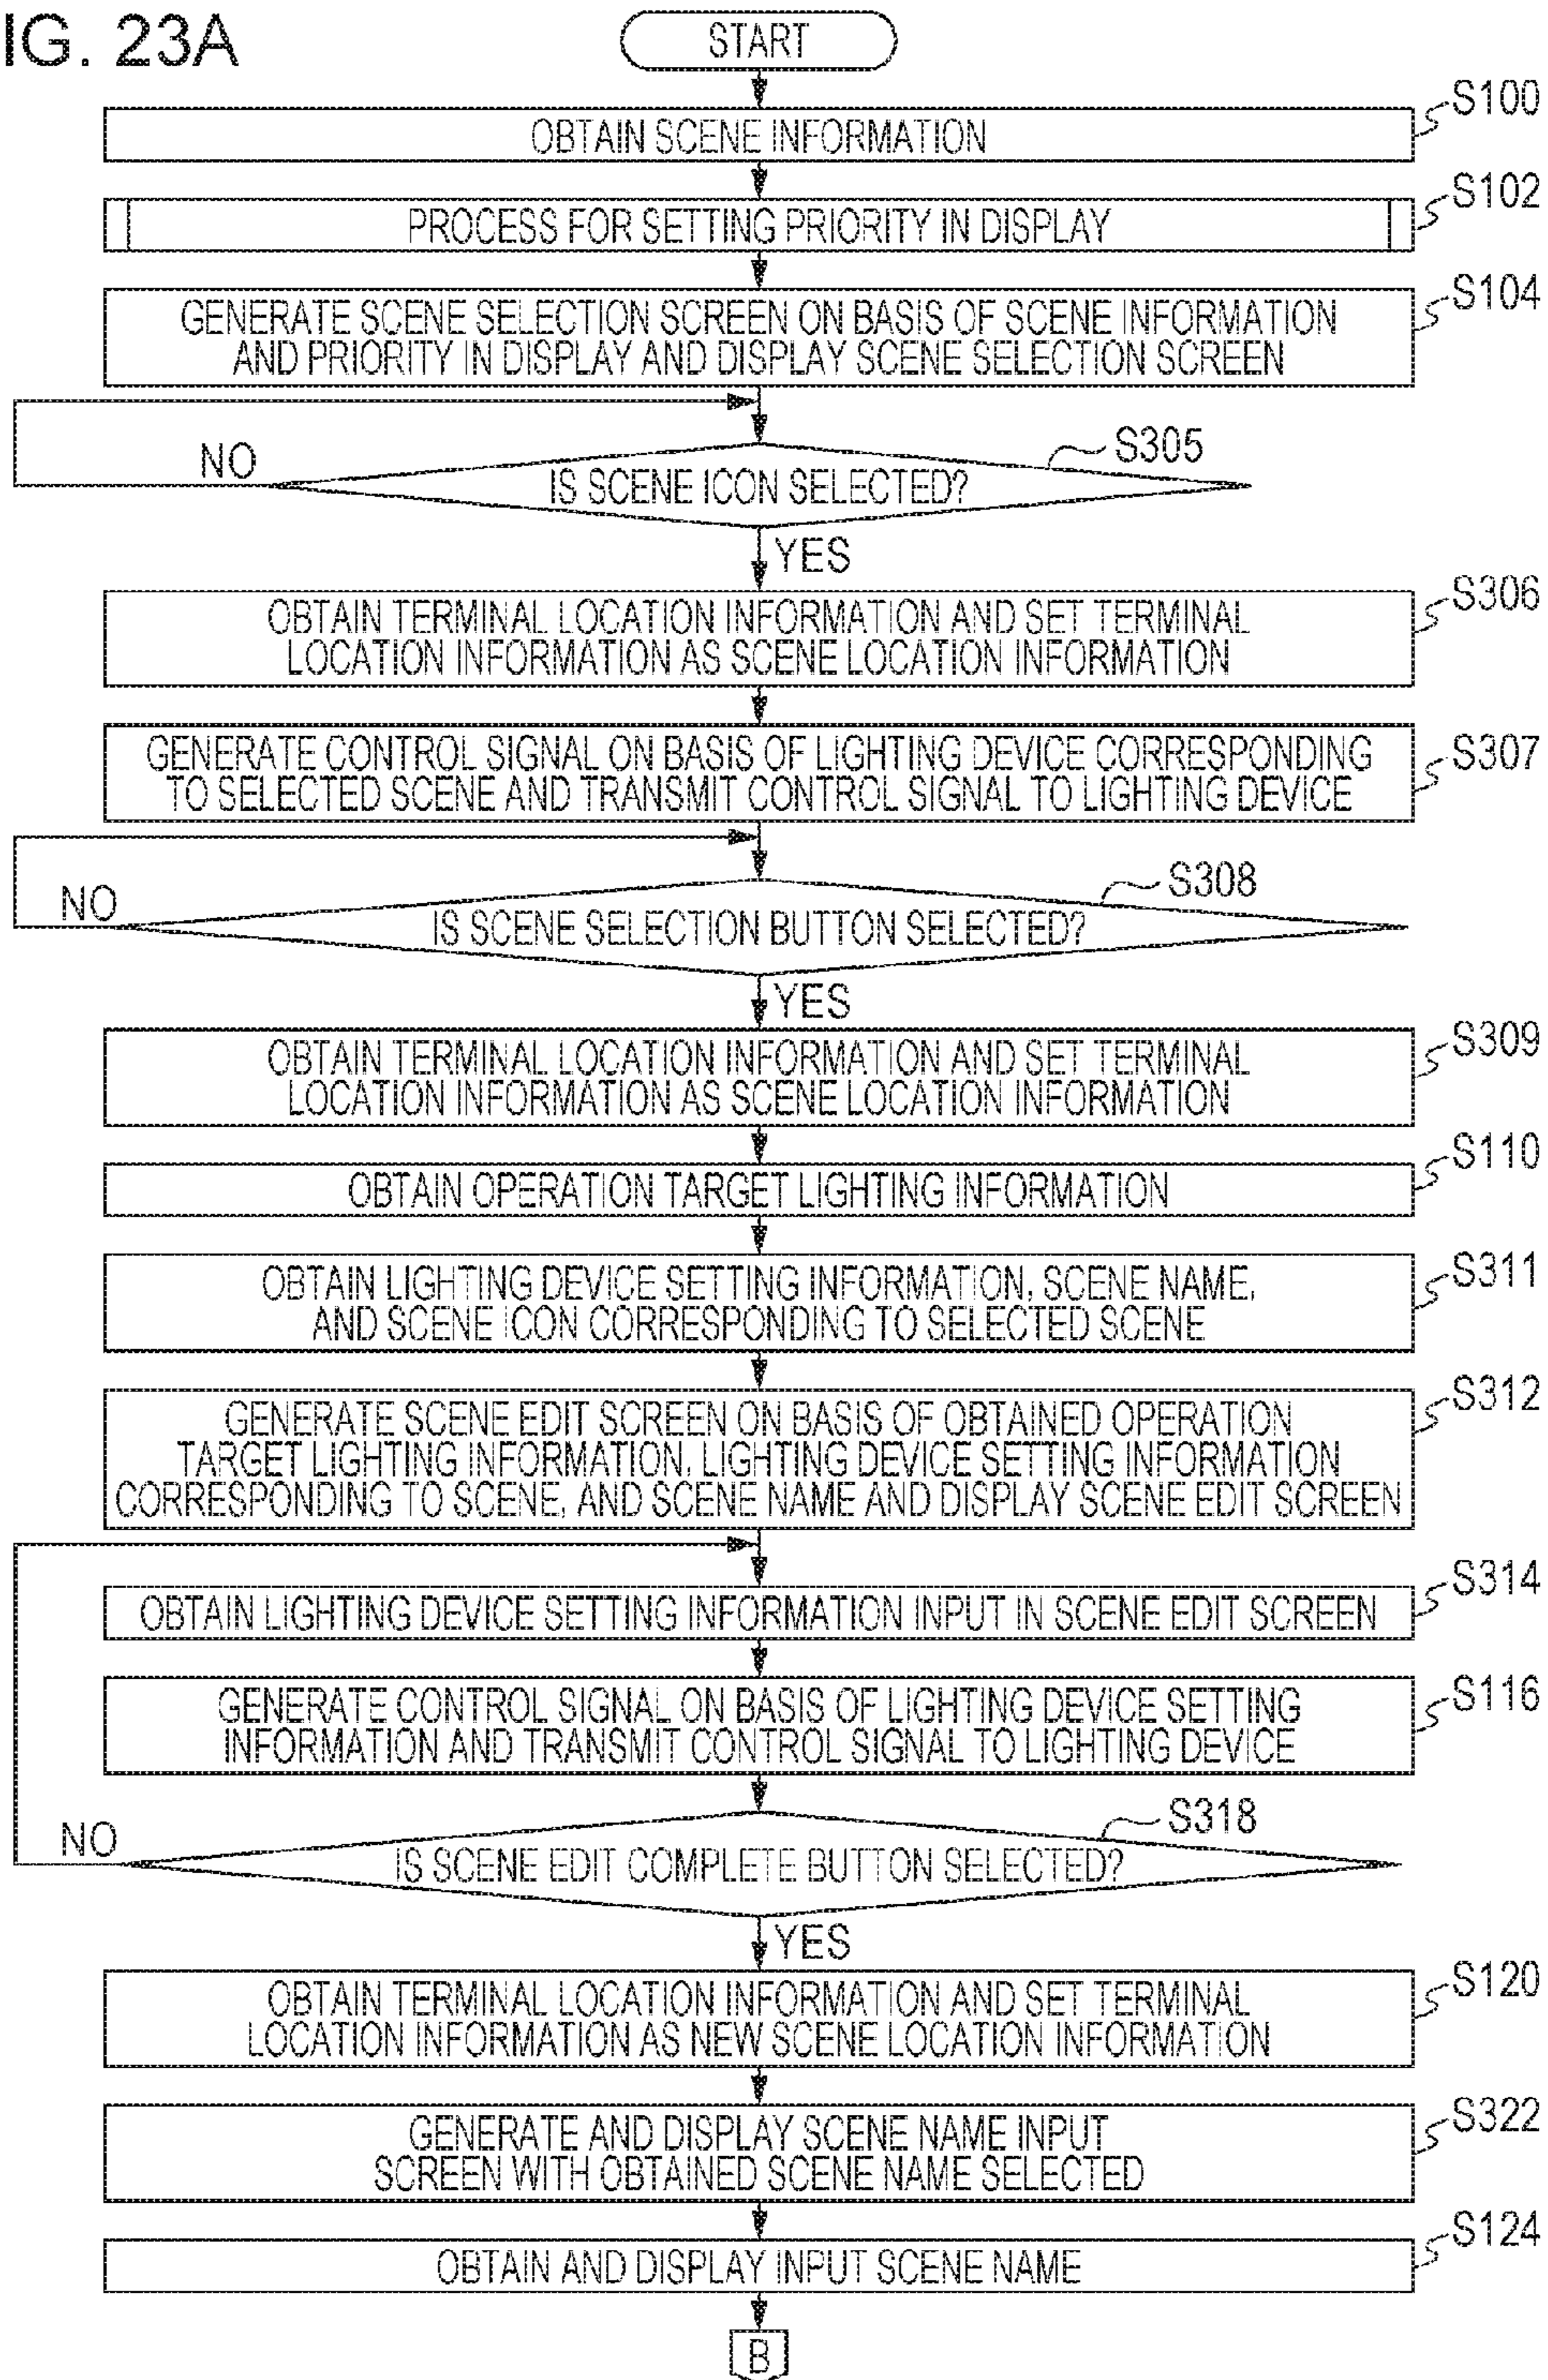 IG. 23A
START
OBTAIN SCENE INFORMATION
S100
PROCESS FOR SETTING PRIORITY IN DISPLAY
S102
GENERATE SCENE SELECTION SCREEN ON BASIS OF SCENE INFORMATION
AND PRIORITY IN DISPLAY AND DISPLAY SCENE SELECTION SCREEN
S104
IS SCENE ICON SELECTED?
S305
NO
YES
OBTAIN TERMINAL LOCATION INFORMATION AND SET TERMINAL
LOCATION INFORMATION AS SCENE LOCATION INFORMATION
S306
GENERATE CONTROL SIGNAL ON BASIS OF LIGHTING DEVICE CORRESPONDING
TO SELECTED SCENE AND TRANSMIT CONTROL SIGNAL TO LIGHTING DEVICE
S307
IS SCENE SELECTION BUTTON SELECTED?
S308
NO
YES
OBTAIN TERMINAL LOCATION INFORMATION AND SET TERMINAL
LOCATION INFORMATION AS SCENE LOCATION INFORMATION
S309
OBTAIN OPERATION TARGET LIGHTING INFORMATION
S110
OBTAIN LIGHTING DEVICE SETTING INFORMATION, SCENE NAME,
AND SCENE ICON CORRESPONDING TO SELECTED SCENE
S311
GENERATE SCENE EDIT SCREEN ON BASIS OF OBTAINED OPERATION
TARGET LIGHTING INFORMATION, LIGHTING DEVICE SETTING INFORMATION
CORRESPONDING TO SCENE, AND SCENE NAME AND DISPLAY SCENE EDIT SCREEN
S312
OBTAIN LIGHTING DEVICE SETTING INFORMATION INPUT IN SCENE EDIT SCREEN
S314
GENERATE CONTROL SIGNAL ON BASIS OF LIGHTING DEVICE SETTING
INFORMATION AND TRANSMIT CONTROL SIGNAL TO LIGHTING DEVICE
S116
IS SCENE EDIT COMPLETE BUTTON SELECTED?
S318
NO
YES
OBTAIN TERMINAL LOCATION INFORMATION AND SET TERMINAL
LOCATION INFORMATION AS NEW SCENE LOCATION INFORMATION
S120
GENERATE AND DISPLAY SCENE NAME INPUT
SCREEN WITH OBTAINED SCENE NAME SELECTED
S322
OBTAIN AND DISPLAY INPUT SCENE NAME
S124
B